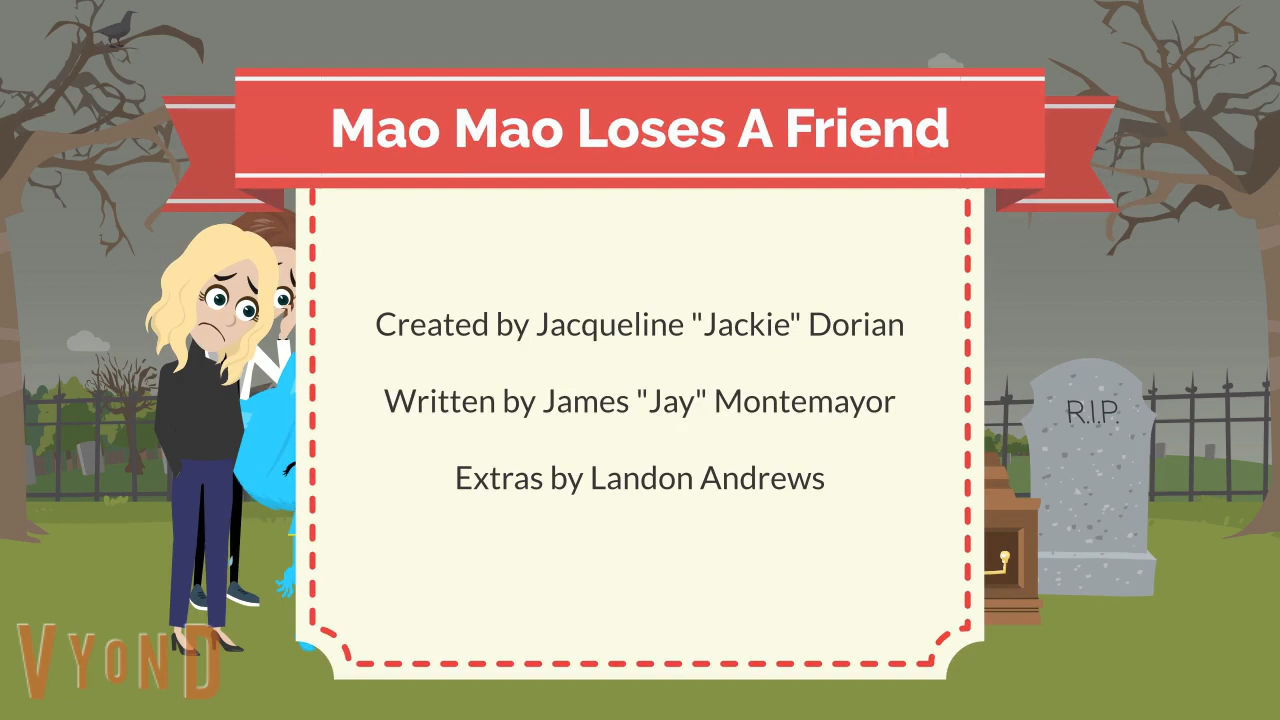 Mao Mao Loses A Friend
Created by Jacqueline "Jackie" Dorian
Written by James "Jay" Montemayor
R.I.P.
Extras by Landon Andrews
VYOND